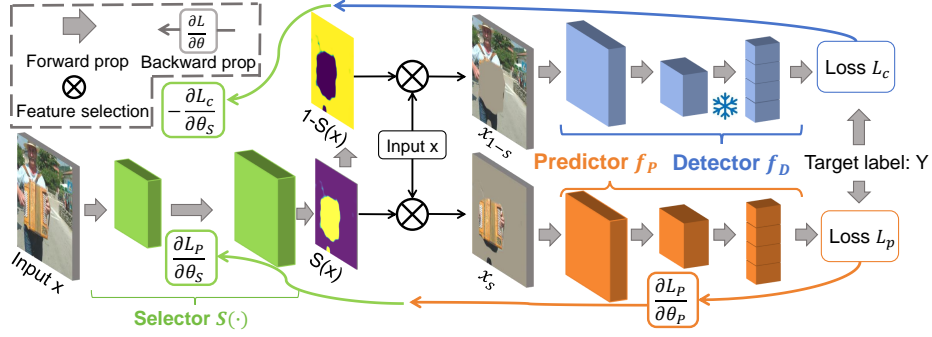 ∂L/∂θ
Forward prop
Backward prop
Feature selection
-∂L_c/∂θ_S
1-S(x)
Input x
x_{1-s}
Loss L_c
Predictor f_P
Detector f_D
Target label: Y
Input x
∂L_P/∂θ_S
S(x)
x_s
Loss L_p
∂L_P/∂θ_P
Selector S(·)